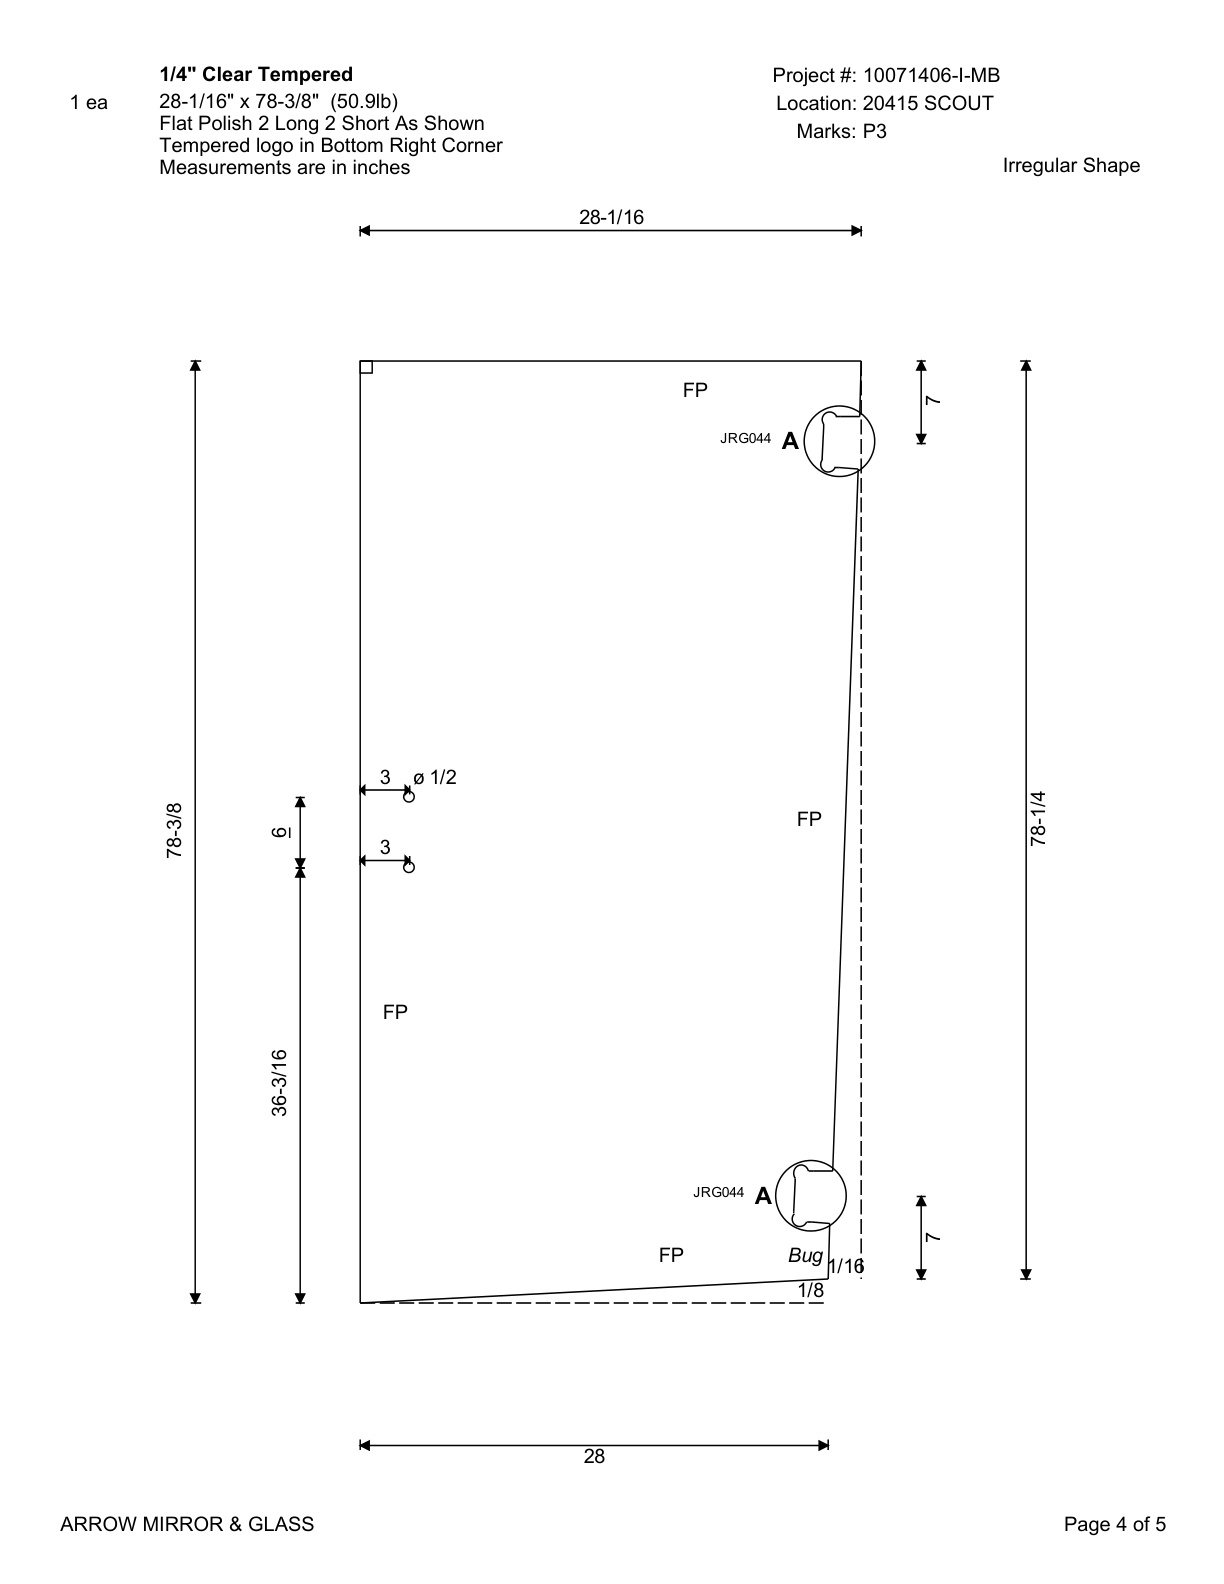 1/4" Clear Tempered
Project #: 10071406-I-MB
1 ea
28-1/16" x 78-3/8" (50.9lb)
Location: 20415 SCOUT
Flat Polish 2 Long 2 Short As Shown
Marks: P3
Tempered logo in Bottom Right Corner
Measurements are in inches
Irregular Shape
28-1/16
FP
7
JRG044 A
3
ø 1/2
6
3
78-3/8
FP
78-1/4
FP
36-3/16
JRG044 A
7
FP
Bug
1/16
1/8
28
ARROW MIRROR & GLASS
Page 4 of 5